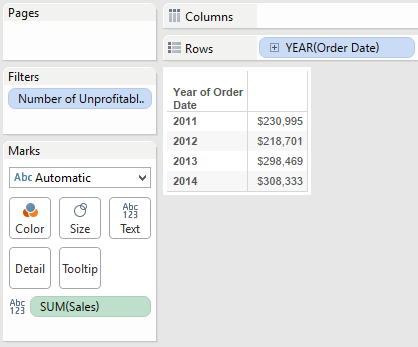 Pages
Columns
Rows
YEAR(Order Date)
Filters
Number of Unprofitabl..
Marks
Abc Automatic
Color
Size
Abc
123
Text
Detail
Tooltip
Abc
123
SUM(Sales)
Year of Order
Date
2011 $230,995
2012 $218,701
2013 $298,469
2014 $308,333